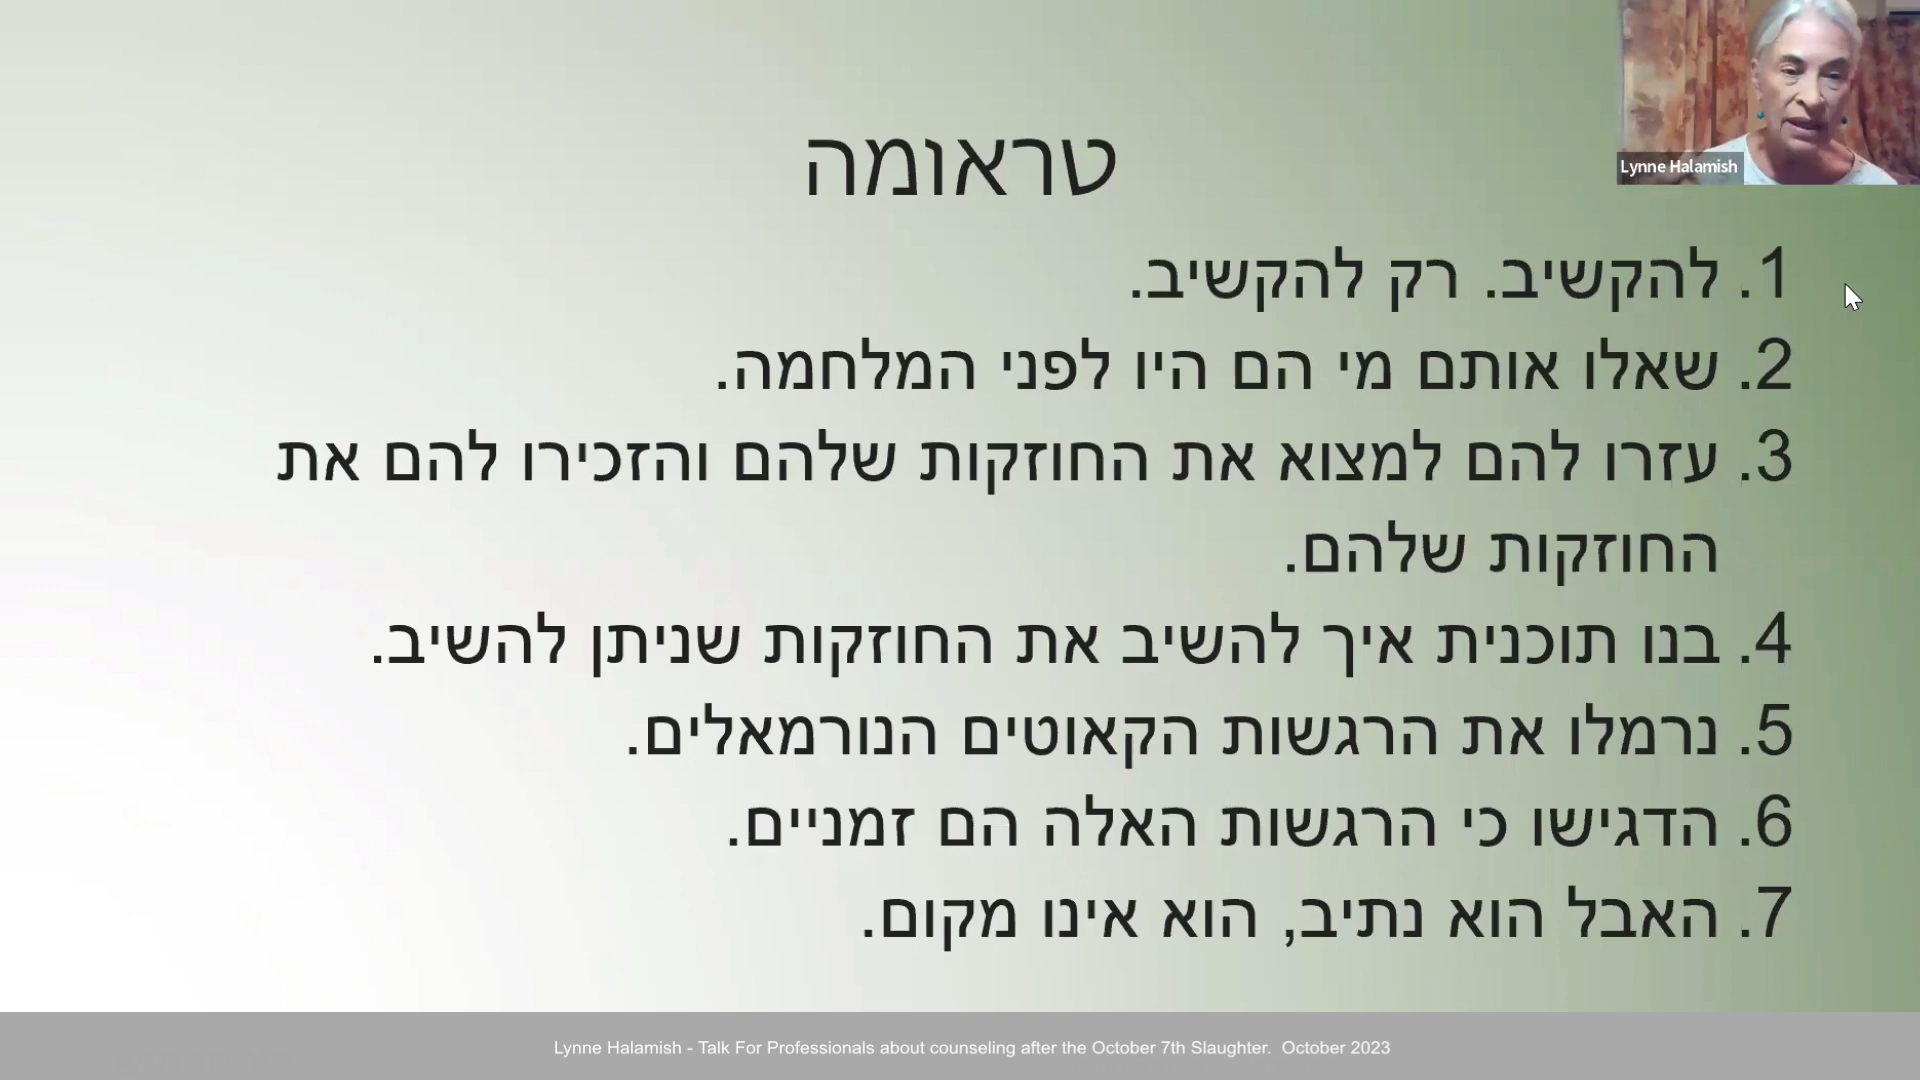 טראומה
Lynne Halamish
1. להקשיב. רק להקשיב.
2. שאלו אותם מי הם היו לפני המלחמה.
3. עזרו להם למצוא את החוזקות שלהם והזכירו להם את
החוזקות שלהם.
4. בנו תוכנית איך להשיב את החוזקות שניתן להשיב.
5. נרמלו את הרגשות הקאוטים הנורמאלים.
6. הדגישו כי הרגשות האלה הם זמניים.
7. האבל הוא נתיב, הוא אינו מקום.
Lynne Halamish - Talk For Professionals about counseling after the October 7th Slaughter. October 2023